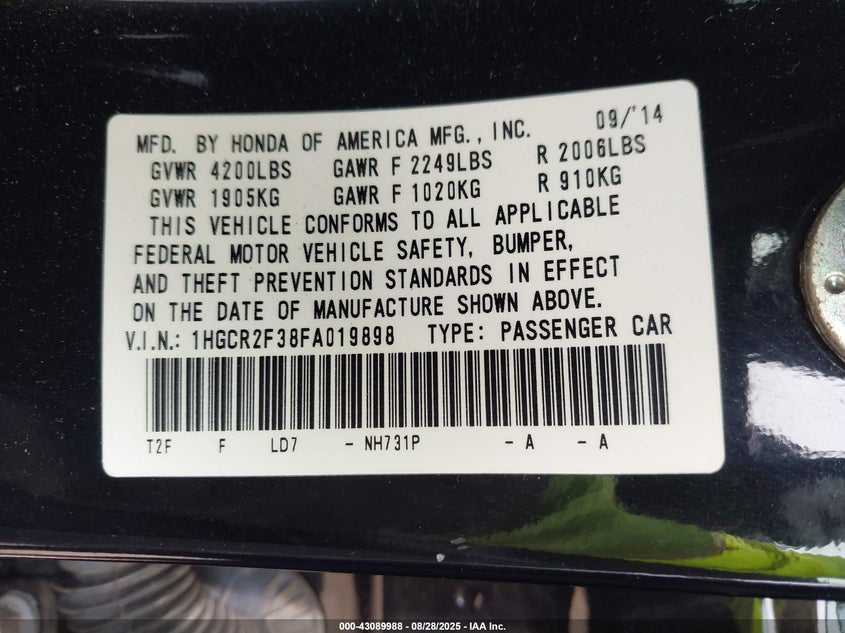 MFD. BY HONDA OF AMERICA MFG., INC. 09/'14
GVWR 4200LBS GAWR F 2249LBS R 2006LBS
GVWR 1905KG GAWR F 1020KG R 910KG
THIS VEHICLE CONFORMS TO ALL APPLICABLE
FEDERAL MOTOR VEHICLE SAFETY, BUMPER,
AND THEFT PREVENTION STANDARDS IN EFFECT
ON THE DATE OF MANUFACTURE SHOWN ABOVE.
V.I.N.: 1HGCR2F38FA019898 TYPE: PASSENGER CAR
T2F F LD7 - NH731P - A - A
000-43089988 - 08/28/2025 - IAA Inc.